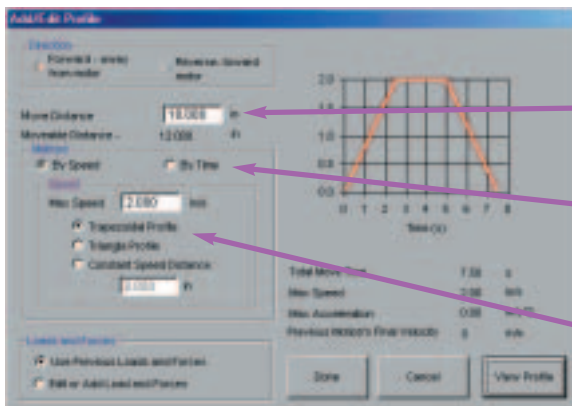 Add/Edit Profile
Direction
Forward - away from motor
Reverse - toward motor
Move Distance 10.000 in
Moveable Distance - 12.000 in
Method
By Speed By Time
Speed
Max Speed 2.000 in/s
Trapezoidal Profile
Triangle Profile
Constant Speed Distance
in
Loads and Forces
Use Previous Loads and Forces
Edit or Add Load and Forces
2.0
1.5
1.0
0.5
0.0
0 1 2 3 4 5 6 7 8
Time (s)
Total Move Time 7.50 s
Max Speed 2.00 in/s
Max Acceleration
Previous Motion's Final Velocity 0 in/s
Done Cancel View Profile